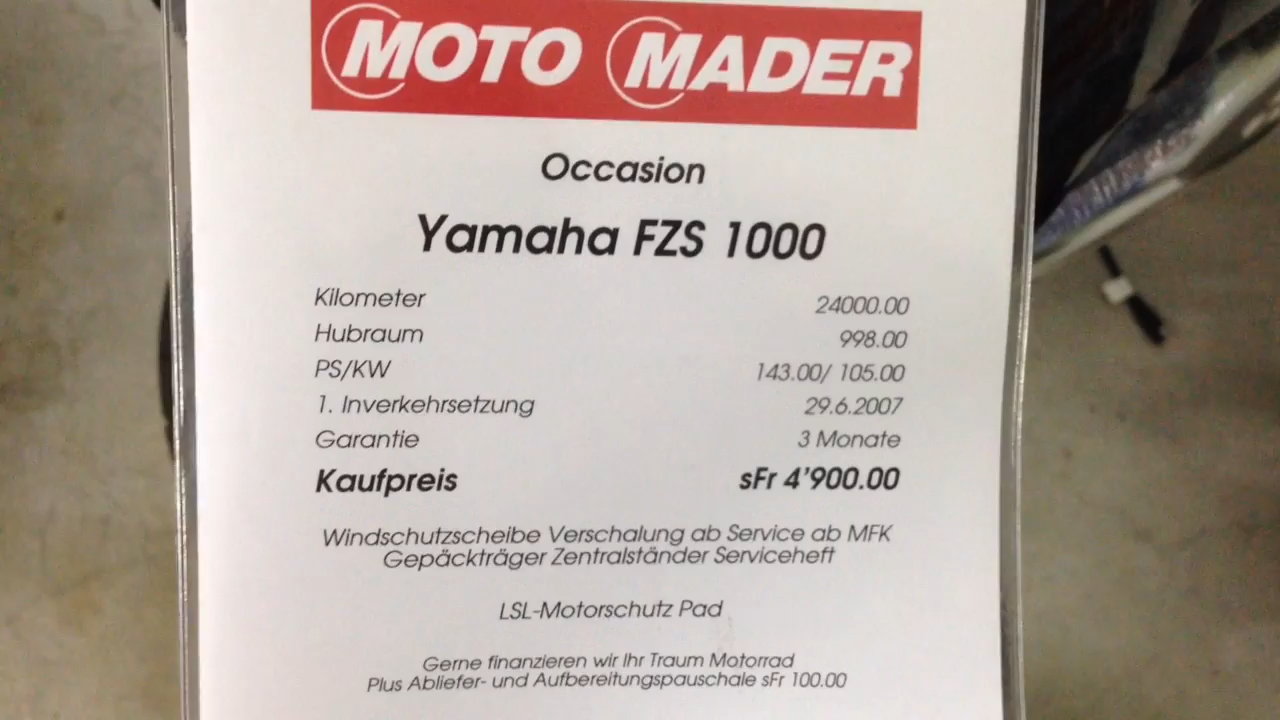 MOTO MADER
Occasion
Yamaha FZS 1000
Kilometer 24000.00
Hubraum 998.00
PS/KW 143.00/ 105.00
1. Inverkehrsetzung 29.6.2007
Garantie 3 Monate
Kaufpreis sFr 4'900.00
Windschutzscheibe Verschalung ab Service ab MFK
Gepäckträger Zentralständer Serviceheft
LSL-Motorschutz Pad
Gerne finanzieren wir Ihr Traum Motorrad
Plus Abliefer- und Aufbereitungspauschale sFr 100.00